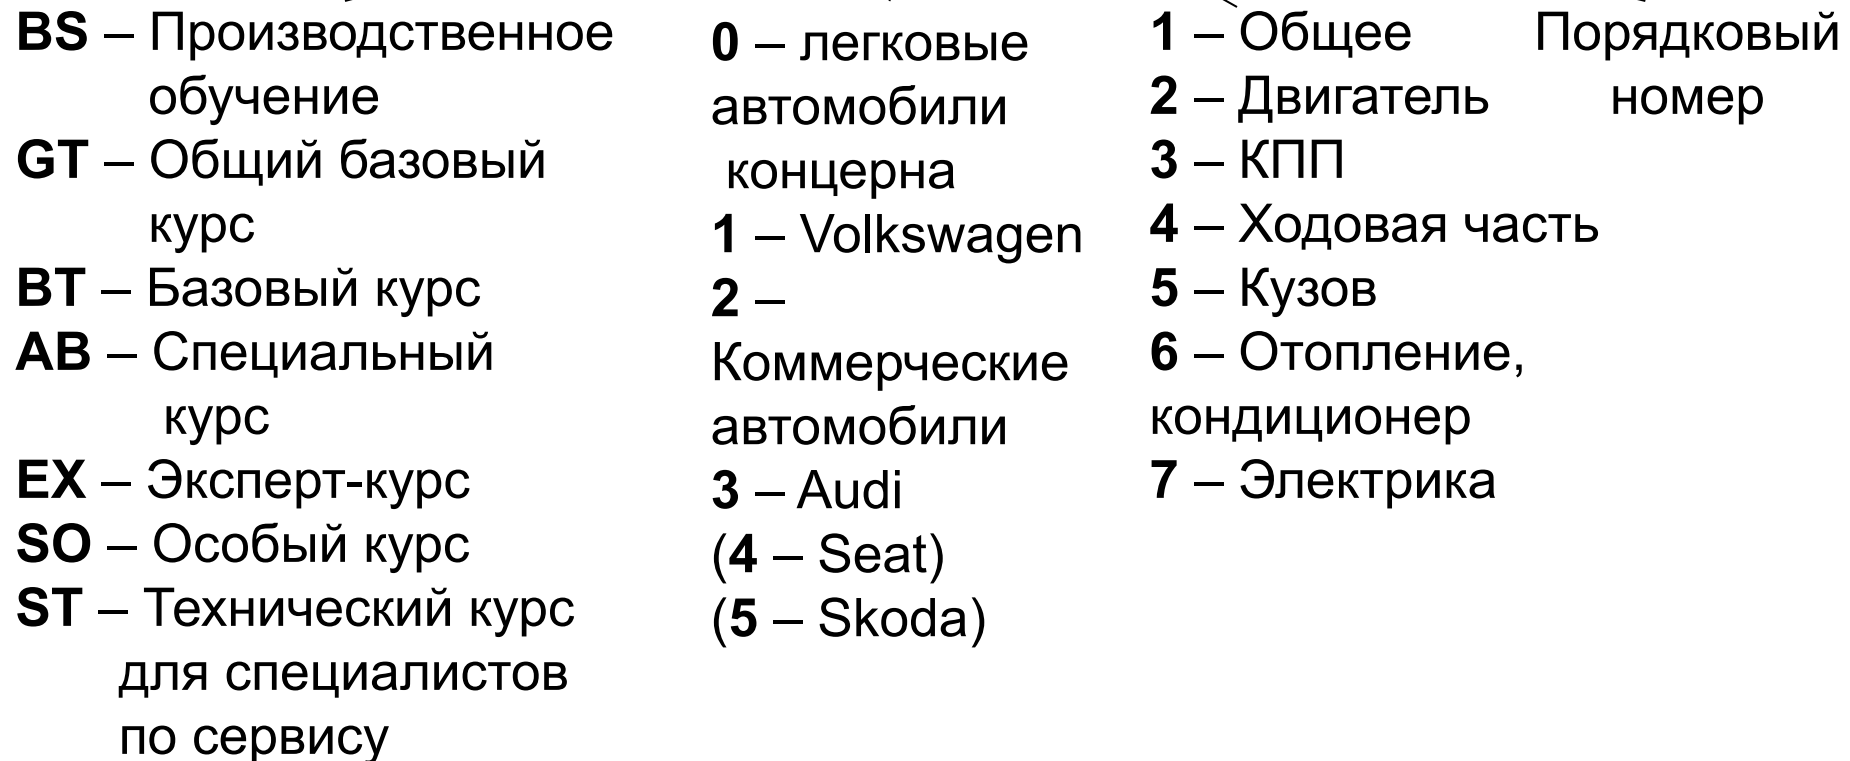 BS – Производственное
обучение
GT – Общий базовый
курс
BT – Базовый курс
AB – Специальный
курс
EX – Эксперт-курс
SO – Особый курс
ST – Технический курс
для специалистов
по сервису
0 – легковые
автомобили
концерна
1 – Volkswagen
2 –
Коммерческие
автомобили
3 – Audi
(4 – Seat)
(5 – Skoda)
1 – Общее
2 – Двигатель
3 – КПП
4 – Ходовая часть
5 – Кузов
6 – Отопление,
кондиционер
7 – Электрика
Порядковый
номер